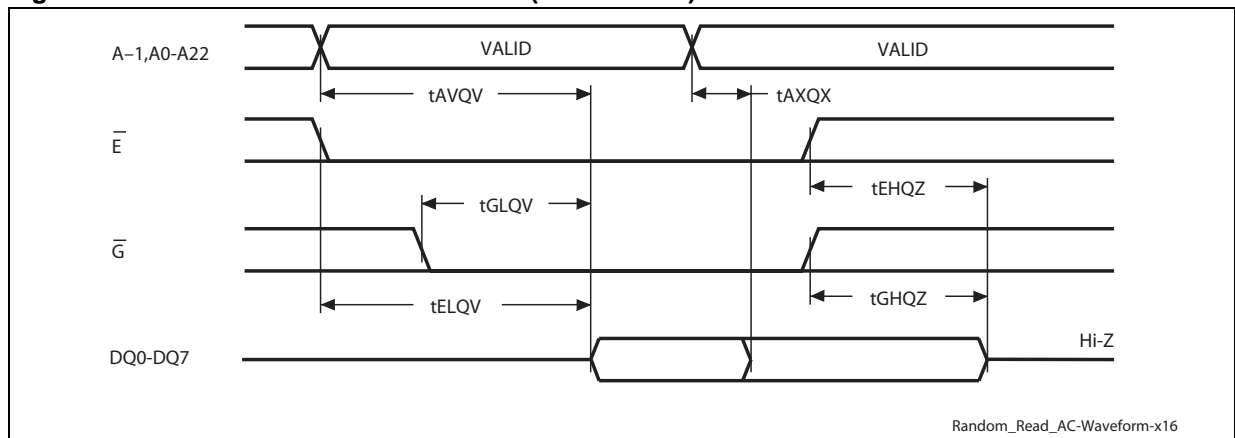 A–1,A0-A22
VALID
VALID
tAVQV
tAXQX
E
tEHQZ
tGLQV
G
tELQV
tGHQZ
DQ0-DQ7
Hi-Z
Random_Read_AC-Waveform-x16